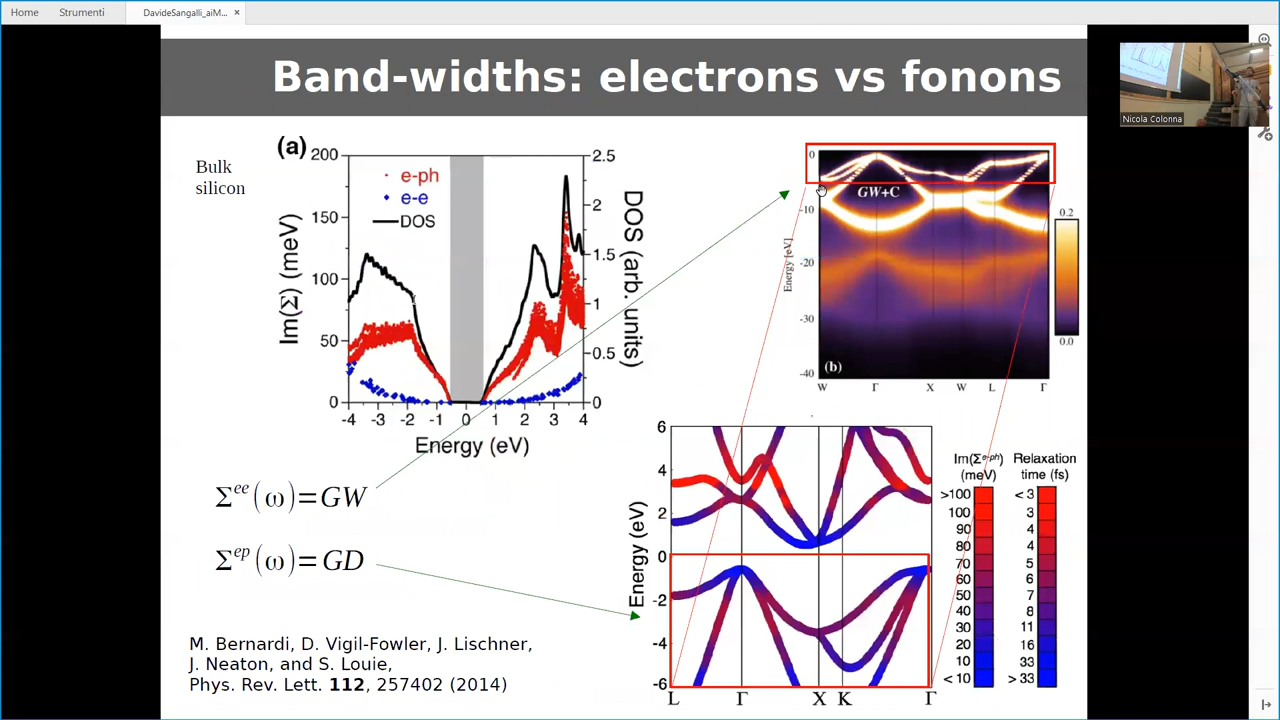 Home
Strumenti
DavideSangalli_aiM... ×
Band-widths: electrons vs fonons
Nicola Colonna
Bulk
silicon
(a)
200
150
100
50
0
Im(Σ) (meV)
e-ph
e-e
DOS
2.5
2
1.5
1
0.5
0
DOS (arb. units)
-4 -3 -2 -1 0 1 2 3 4
Energy (eV)
0
-10
-20
-30
-40
Energy [eV]
GW+C
(b)
W Γ X W L Γ
0.2
0.0
Σ^ee(ω)=GW
Σ^ep(ω)=GD
M. Bernardi, D. Vigil-Fowler, J. Lischner,
J. Neaton, and S. Louie,
Phys. Rev. Lett. 112, 257402 (2014)
6
4
2
0
-2
-4
-6
Energy (eV)
L Γ X K Γ
Im(Σ^e-ph) Relaxation
(meV) time (fs)
>100 < 3
100 3
90 4
80 4
70 5
60 6
50 7
40 8
30 11
20 16
10 33
< 10 > 33